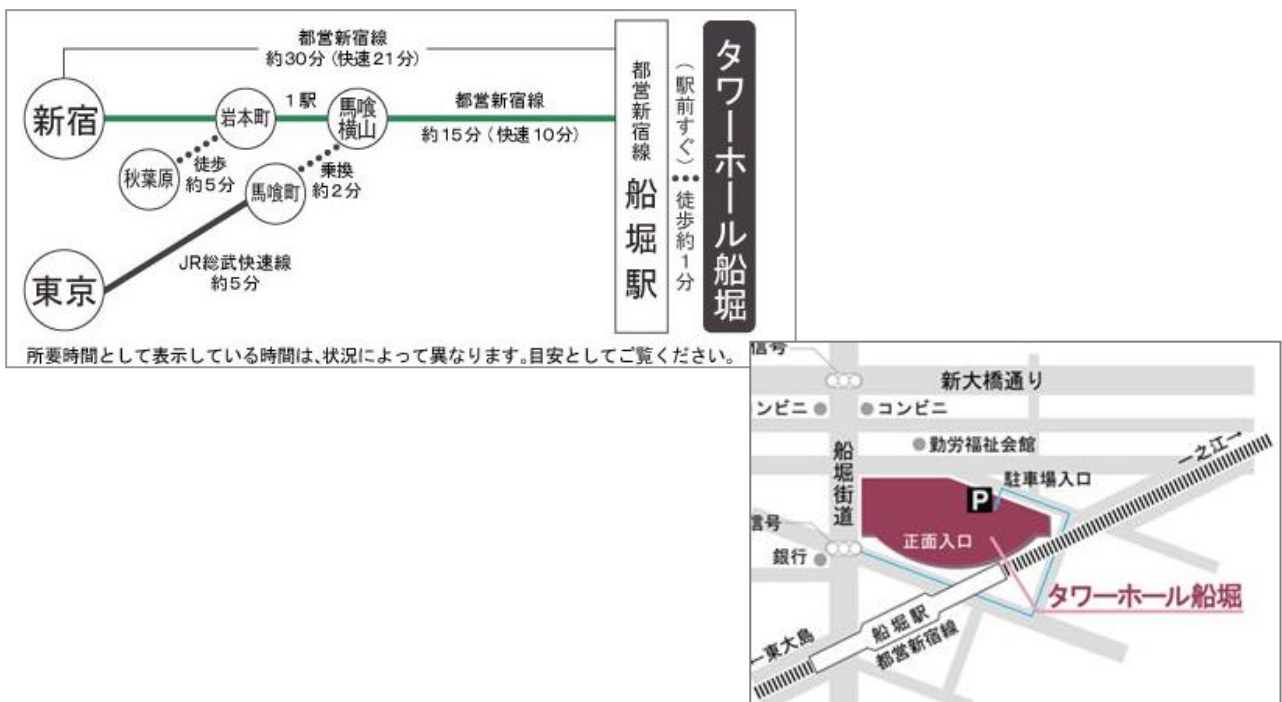 都営新宿線
約30分(快速21分)
新宿
岩本町
1駅
馬喰
横山
都営新宿線
約15分(快速10分)
秋葉原
徒歩
約5分
馬喰町
乗換
約2分
東京
JR総武快速線
約5分
都営新宿線 船堀駅
(駅前すぐ)
徒歩約1分
タワーホール船堀
所要時間として表示している時間は、状況によって異なります。目安としてご覧ください。
信号
新大橋通り
ンビニ
コンビニ
勤労福祉会館
船堀街道
一之江→
駐車場入口
P
信号
正面入口
銀行
タワーホール船堀
船堀駅
都営新宿線
←東大島